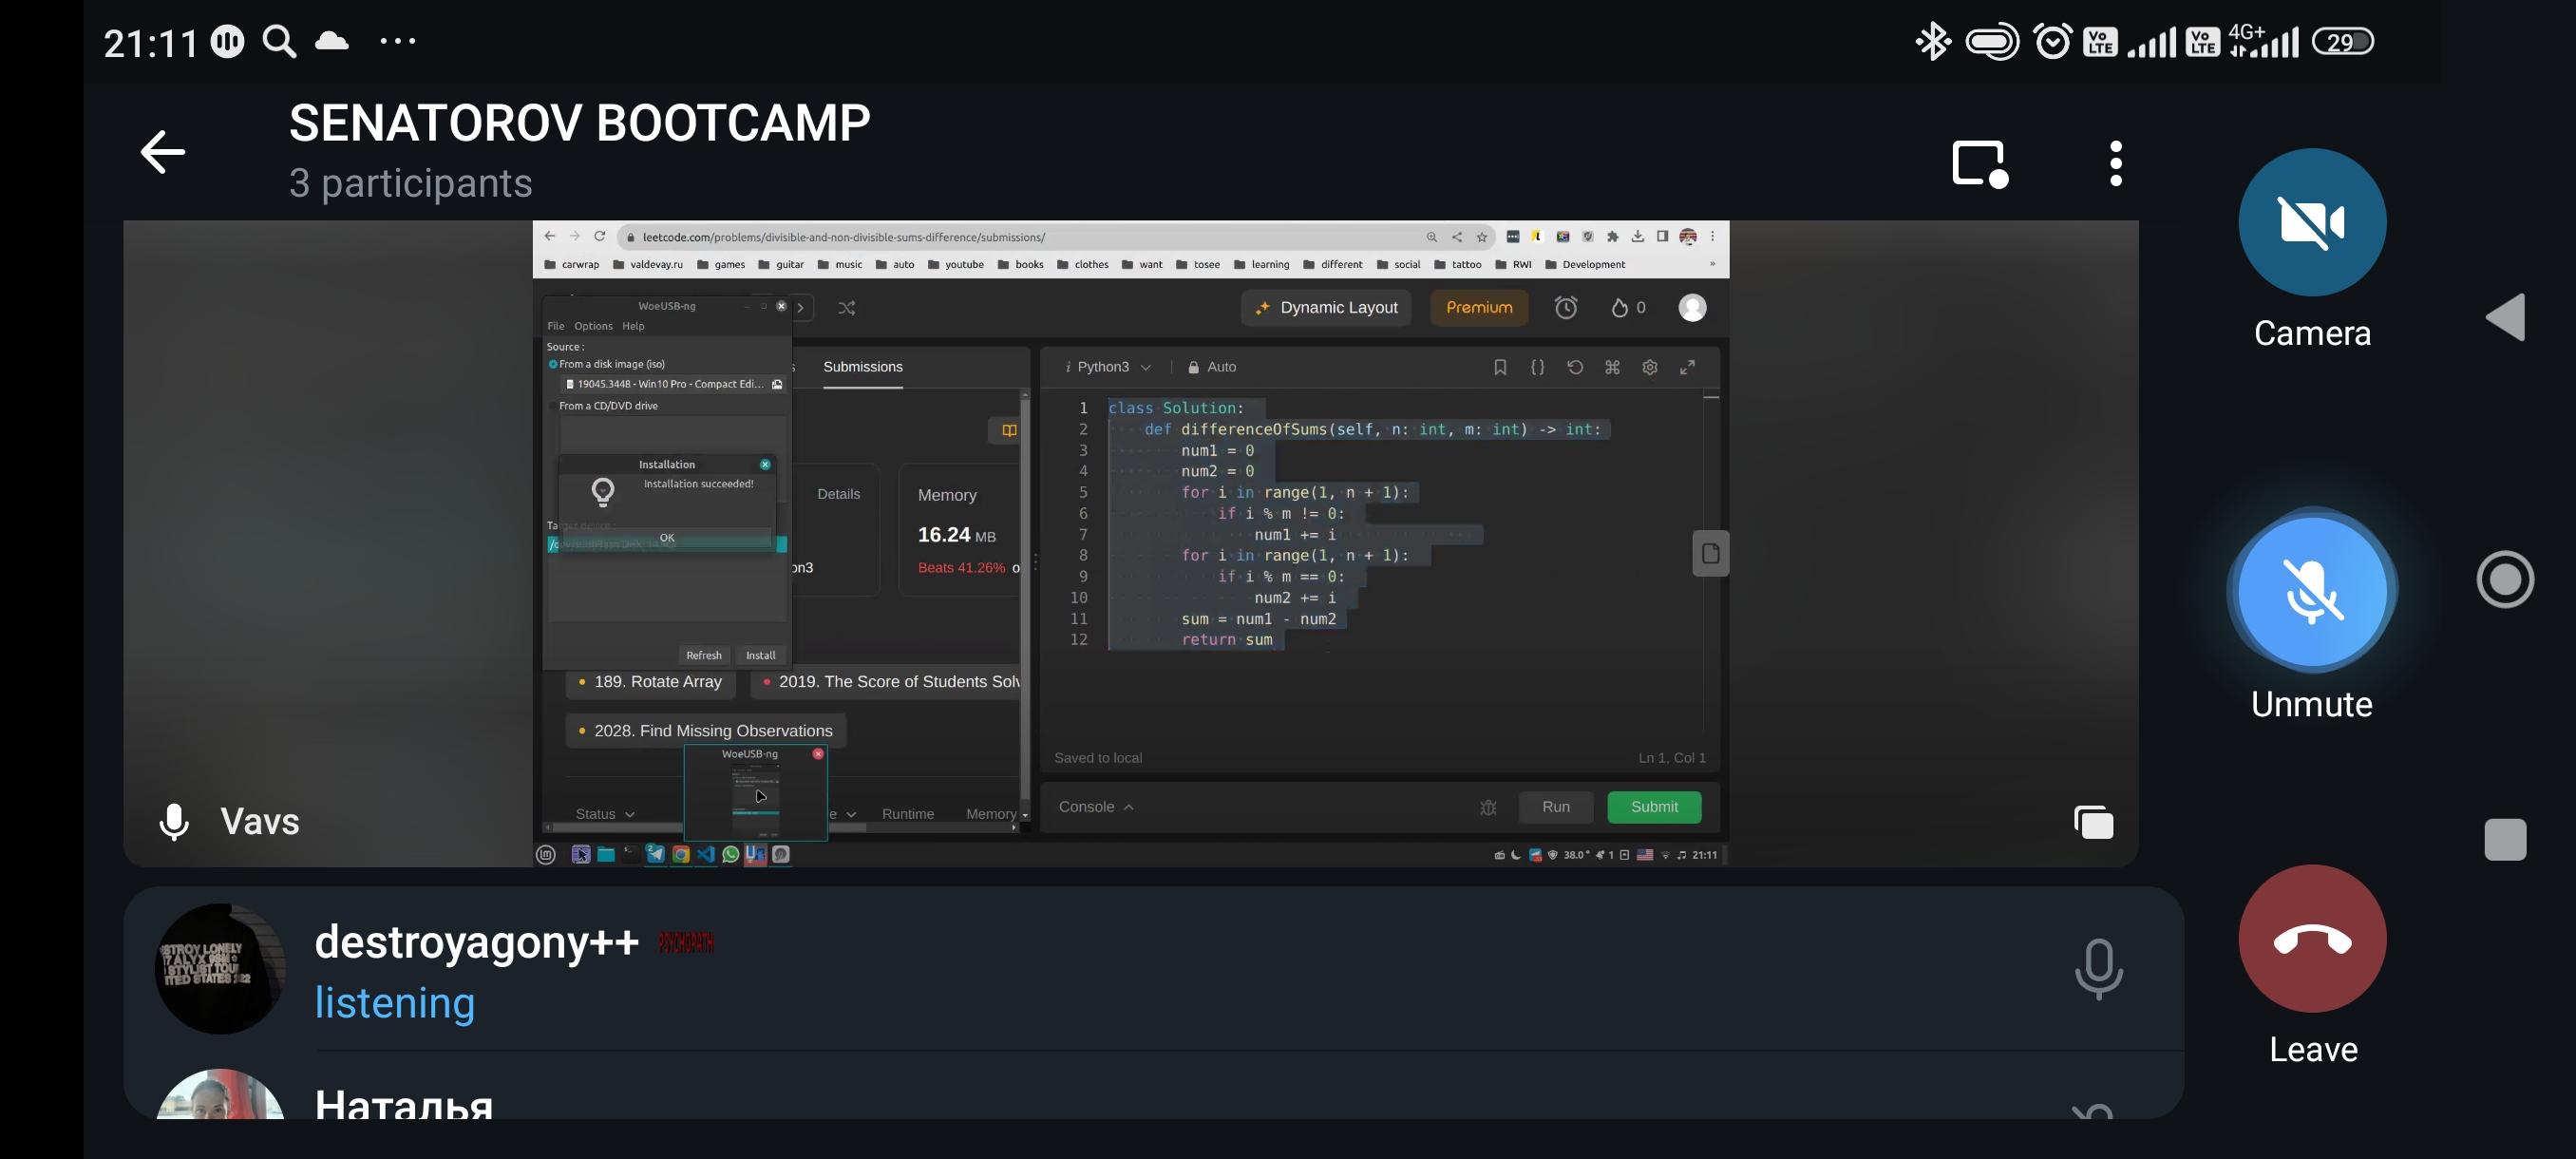 21:11
4G+
29
SENATOROV BOOTCAMP
3 participants
leetcode.com/problems/divisible-and-non-divisible-sums-difference/submissions/
carwrap valdevay.ru games guitar music auto youtube books clothes want tosee learning different social tattoo RWI Development »
WoeUSB-ng
File Options Help
Source :
From a disk image (iso)
19045.3448 - Win10 Pro - Compact Edi...
From a CD/DVD drive
Installation
Installation succeeded!
OK
Refresh Install
Dynamic Layout Premium 0
Submissions
Details
Memory
16.24 MB
Beats 41.26%
189. Rotate Array
2019. The Score of Students Solv
2028. Find Missing Observations
WoeUSB-ng
Status Runtime Memory
Python3 Auto
1 class Solution:
2 def differenceOfSums(self, n: int, m: int) -> int:
3 num1 = 0
4 num2 = 0
5 for i in range(1, n + 1):
6 if i % m != 0:
7 num1 += i
8 for i in range(1, n + 1):
9 if i % m == 0:
10 num2 += i
11 sum = num1 - num2
12 return sum
Saved to local Ln 1, Col 1
Console Run Submit
38.0° 1 21:11
Vavs
destroyagony++ PSYCHOPATH
listening
Наталья
Camera
Unmute
Leave